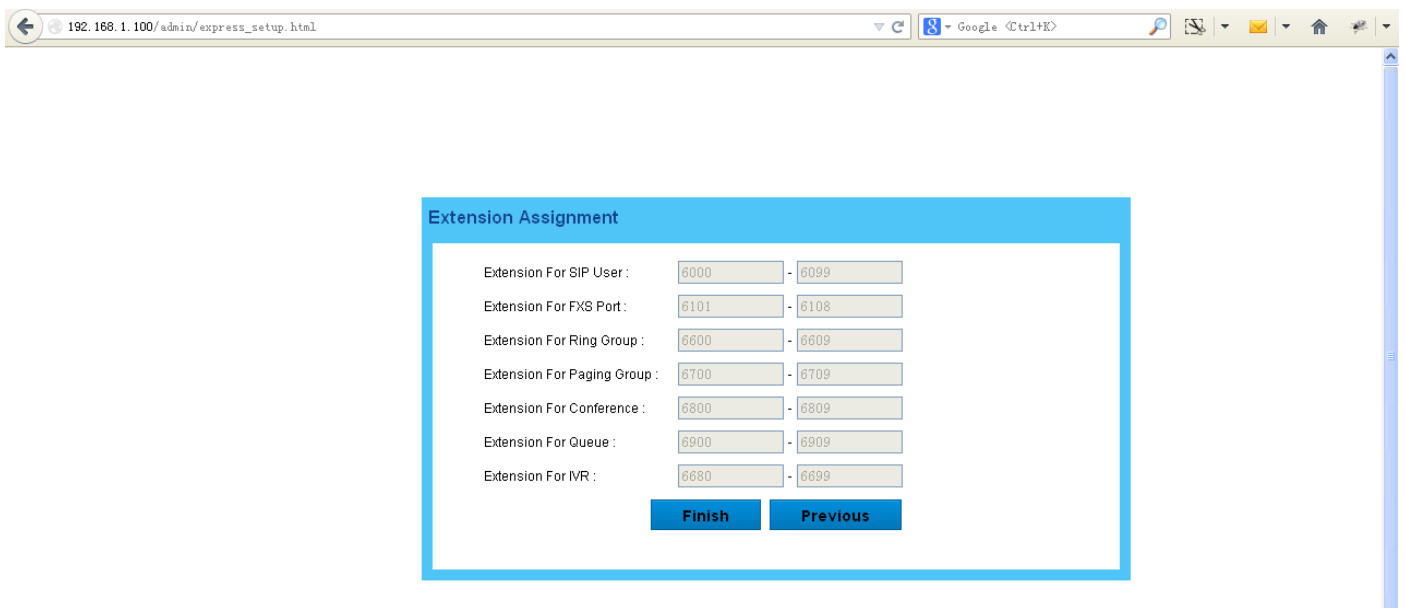 192.168.1.100/admin/express_setup.html
8 - Google <Ctrl+K>
Extension Assignment
Extension For SIP User : 6000 - 6099
Extension For FXS Port : 6101 - 6108
Extension For Ring Group : 6600 - 6609
Extension For Paging Group : 6700 - 6709
Extension For Conference : 6800 - 6809
Extension For Queue : 6900 - 6909
Extension For IVR : 6680 - 6699
Finish Previous